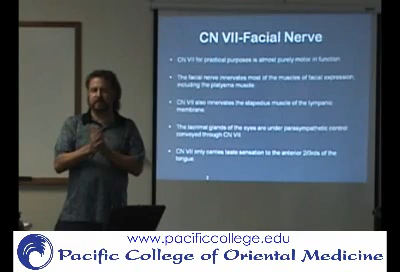 CN VII-Facial Nerve
CN VII for practical purposes is almost purely motor in function.
The facial nerve innervates most of the muscles of facial expression,
including the platysma muscle.
CN VII also innervates the stapedius muscle of the tympanic
membrane.
The lacrimal glands of the eyes are under parasympathetic control
conveyed through CN VII.
CN VII only carries taste sensation to the anterior 2/3rds of the
tongue.
www.pacificcollege.edu
Pacific College of Oriental Medicine